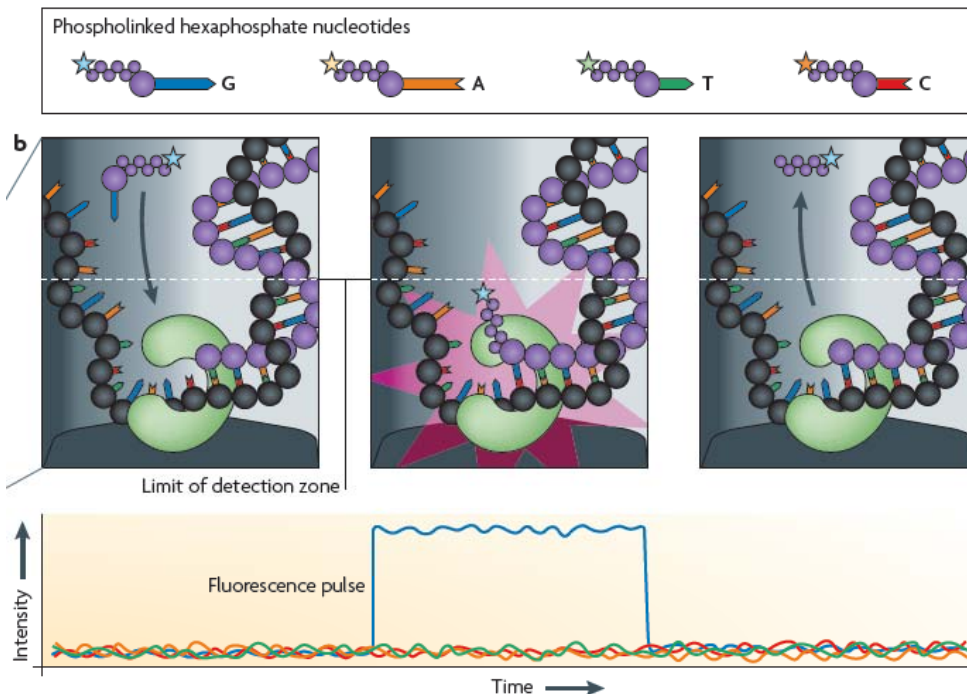 Phospholinked hexaphosphate nucleotides
G
A
T
C
b
Limit of detection zone
Fluorescence pulse
Intensity
Time